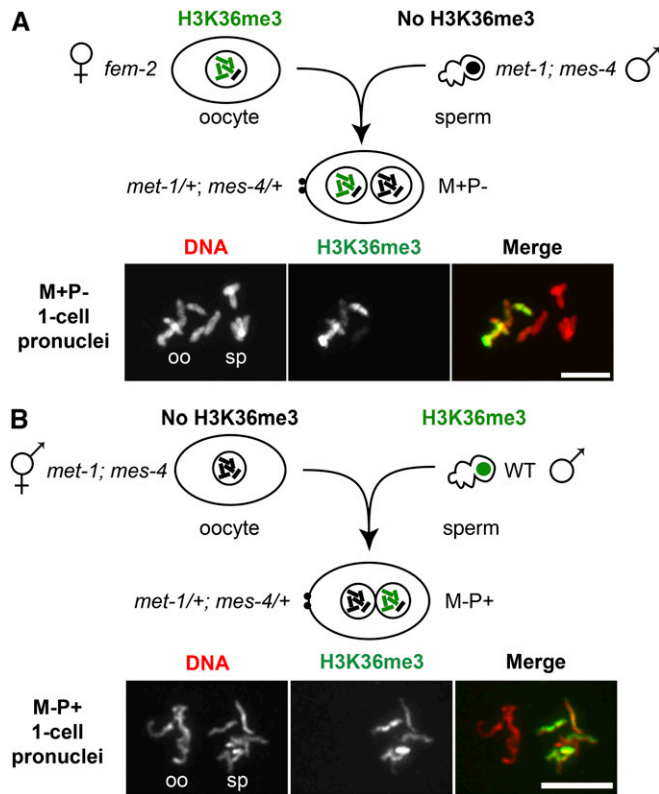 A
H3K36me3 No H3K36me3
♀ fem-2 met-1; mes-4 ♂
oocyte sperm
met-1/+; mes-4/+ M+P-
DNA H3K36me3 Merge
M+P-
1-cell
pronuclei
oo sp
B
No H3K36me3 H3K36me3
met-1; mes-4 WT ♂
oocyte sperm
met-1/+; mes-4/+ M-P+
DNA H3K36me3 Merge
M-P+
1-cell
pronuclei
oo sp